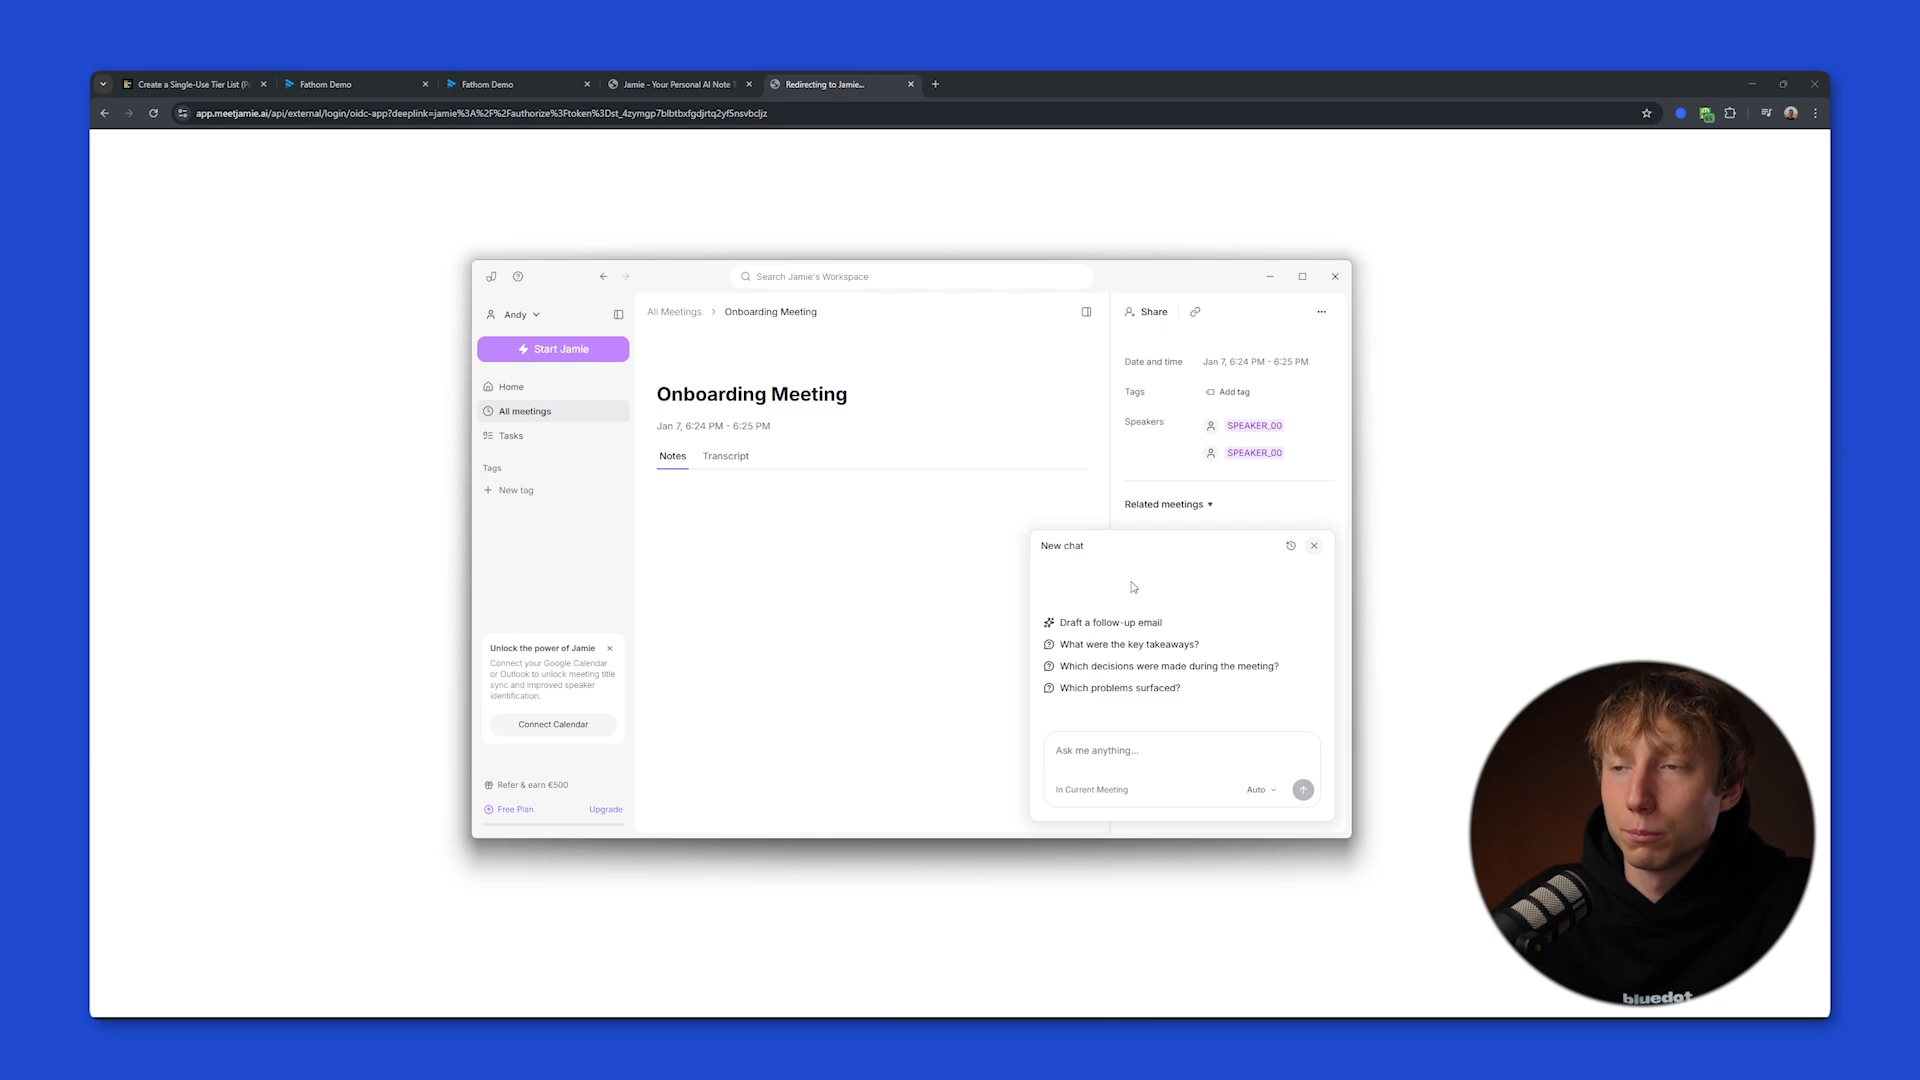 Create a Single-Use Tier List (P
Fathom Demo
Fathom Demo
Jamie - Your Personal AI Note T
Redirecting to Jamie...
app.meetjamie.ai/api/external/login/oidc-app?deeplink=jamie%3A%2F%2Fauthorize%3Ftoken%3Dst_4zymgp7blbtbxfgdjrtq2yf5nsvbcljz
Search Jamie's Workspace
Andy
Start Jamie
Home
All meetings
Tasks
Tags
New tag
Unlock the power of Jamie
Connect your Google Calendar
or Outlook to unlock meeting title
sync and improved speaker
identification.
Connect Calendar
Refer & earn €500
Free Plan
Upgrade
All Meetings > Onboarding Meeting
Onboarding Meeting
Jan 7, 6:24 PM - 6:25 PM
Notes
Transcript
Share
Date and time
Jan 7, 6:24 PM - 6:25 PM
Tags
Add tag
Speakers
SPEAKER_00
SPEAKER_00
Related meetings
New chat
Draft a follow-up email
What were the key takeaways?
Which decisions were made during the meeting?
Which problems surfaced?
Ask me anything...
In Current Meeting
Auto
bluedot